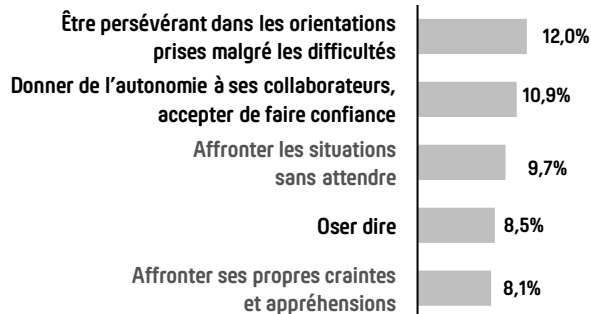 Être persévérant dans les orientations
prises malgré les difficultés
12,0%
Donner de l'autonomie à ses collaborateurs,
accepter de faire confiance
10,9%
Affronter les situations
sans attendre
9,7%
Oser dire
8,5%
Affronter ses propres craintes
et appréhensions
8,1%